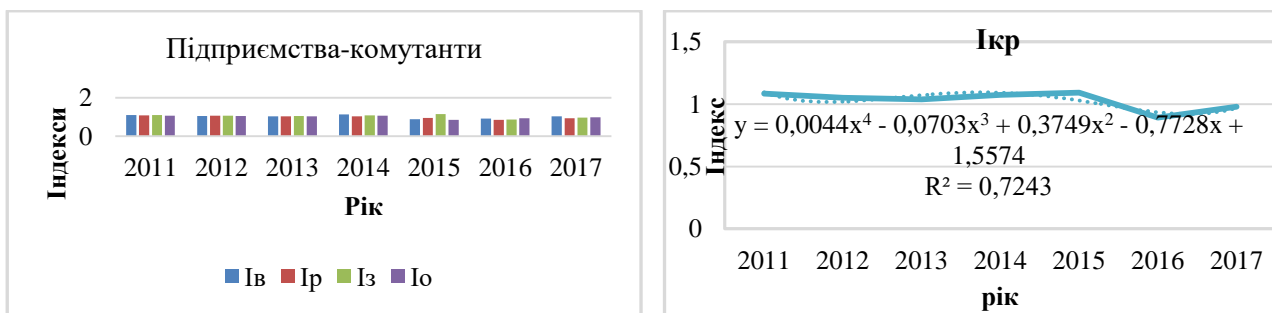 Підприємства-комутанти
2
0
Індекси
2011 2012 2013 2014 2015 2016 2017
Рік
Ів Ір Із Іо
Ікр
1,5
1
0,5
0
Індекс
y = 0,0044x⁴ - 0,0703x³ + 0,3749x² - 0,7728x +
1,5574
R² = 0,7243
2011 2012 2013 2014 2015 2016 2017
рік